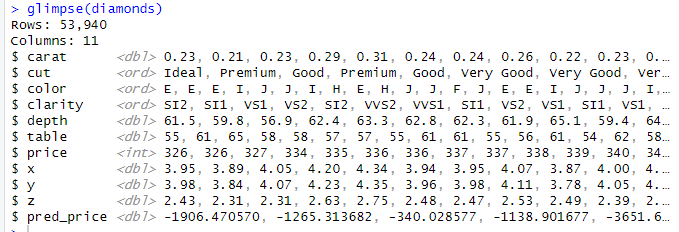 > glimpse(diamonds)
Rows: 53,940
Columns: 11
$ carat <dbl> 0.23, 0.21, 0.23, 0.29, 0.31, 0.24, 0.24, 0.26, 0.22, 0.23, 0.…
$ cut <ord> Ideal, Premium, Good, Premium, Good, Very Good, Very Good, Ver…
$ color <ord> E, E, E, I, J, J, I, H, E, H, J, J, F, J, E, E, I, J, J, J, I,…
$ clarity <ord> SI2, SI1, VS1, VS2, SI2, VVS2, VVS1, SI1, VS2, VS1, SI1, VS1, …
$ depth <dbl> 61.5, 59.8, 56.9, 62.4, 63.3, 62.8, 62.3, 61.9, 65.1, 59.4, 64…
$ table <dbl> 55, 61, 65, 58, 58, 57, 57, 55, 61, 61, 55, 56, 61, 54, 62, 58…
$ price <int> 326, 326, 327, 334, 335, 336, 336, 337, 337, 338, 339, 340, 34…
$ x <dbl> 3.95, 3.89, 4.05, 4.20, 4.34, 3.94, 3.95, 4.07, 3.87, 4.00, 4.…
$ y <dbl> 3.98, 3.84, 4.07, 4.23, 4.35, 3.96, 3.98, 4.11, 3.78, 4.05, 4.…
$ z <dbl> 2.43, 2.31, 2.31, 2.63, 2.75, 2.48, 2.47, 2.53, 2.49, 2.39, 2.…
$ pred_price <dbl> -1906.470570, -1265.313682, -340.028577, -1138.901677, -3651.6…
>